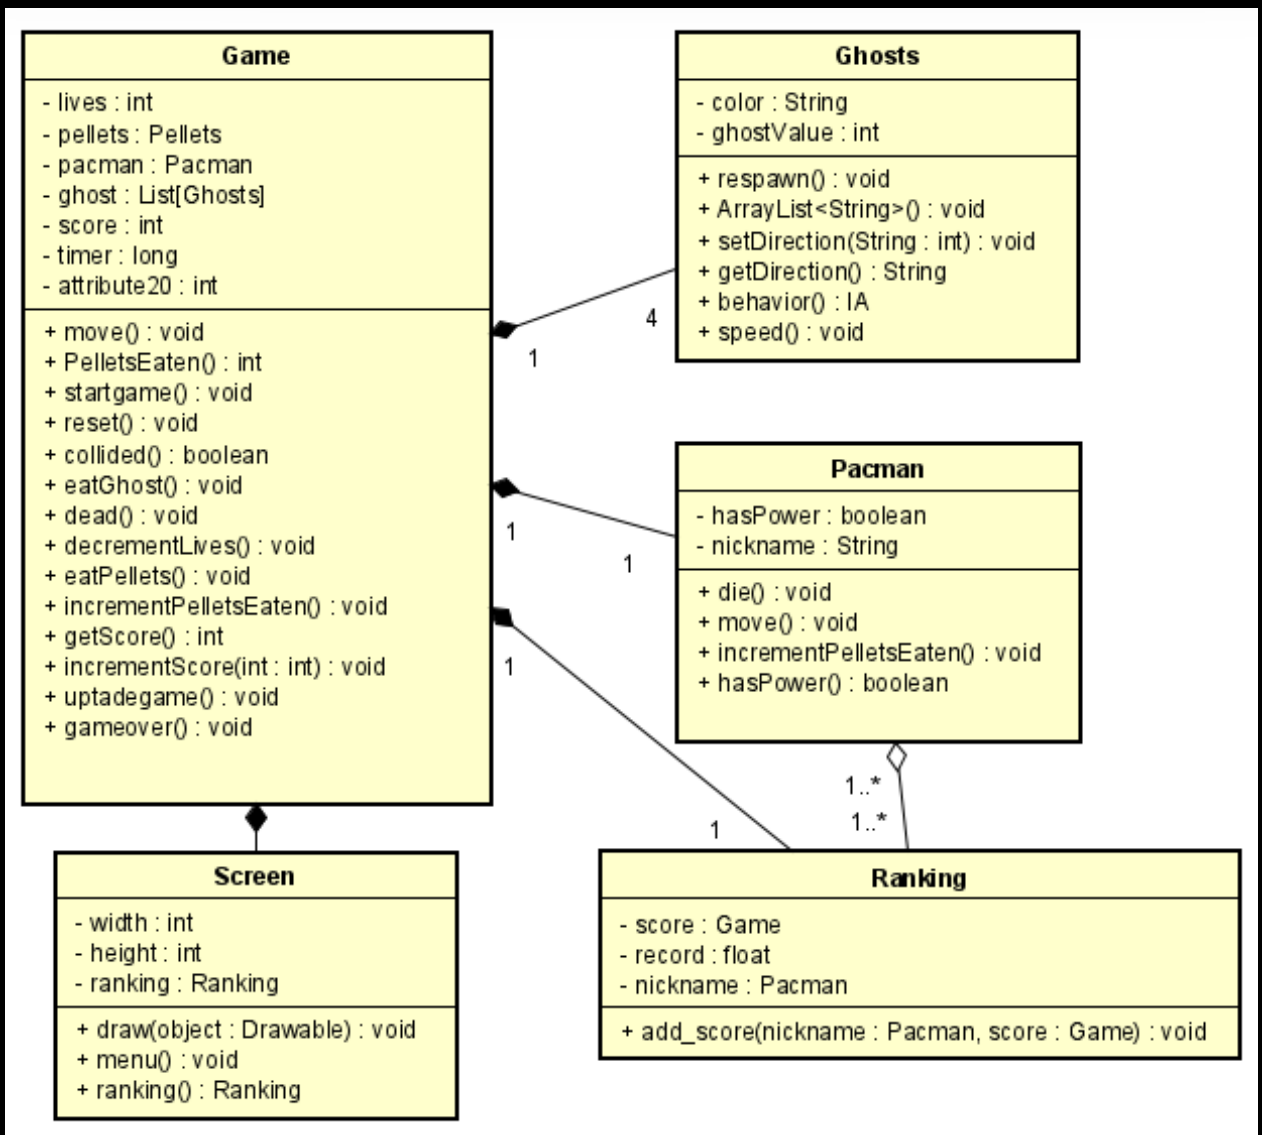 Game
- lives : int
- pellets : Pellets
- pacman : Pacman
- ghost : List[Ghosts]
- score : int
- timer : long
- attribute20 : int
+ move() : void
+ PelletsEaten() : int
+ startgame() : void
+ reset() : void
+ collided() : boolean
+ eatGhost() : void
+ dead() : void
+ decrementLives() : void
+ eatPellets() : void
+ incrementPelletsEaten() : void
+ getScore() : int
+ incrementScore(int : int) : void
+ uptadegame() : void
+ gameover() : void
Ghosts
- color : String
- ghostValue : int
+ respawn() : void
+ ArrayList<String>() : void
+ setDirection(String : int) : void
+ getDirection() : String
+ behavior() : IA
+ speed() : void
4
1
Pacman
- hasPower : boolean
- nickname : String
+ die() : void
+ move() : void
+ incrementPelletsEaten() : void
+ hasPower() : boolean
1
1
1
1
1..*
1..*
Screen
- width : int
- height : int
- ranking : Ranking
+ draw(object : Drawable) : void
+ menu() : void
+ ranking() : Ranking
Ranking
- score : Game
- record : float
- nickname : Pacman
+ add_score(nickname : Pacman, score : Game) : void